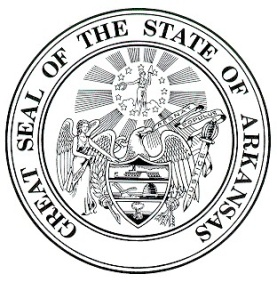 GREAT SEAL OF THE STATE OF ARKANSAS